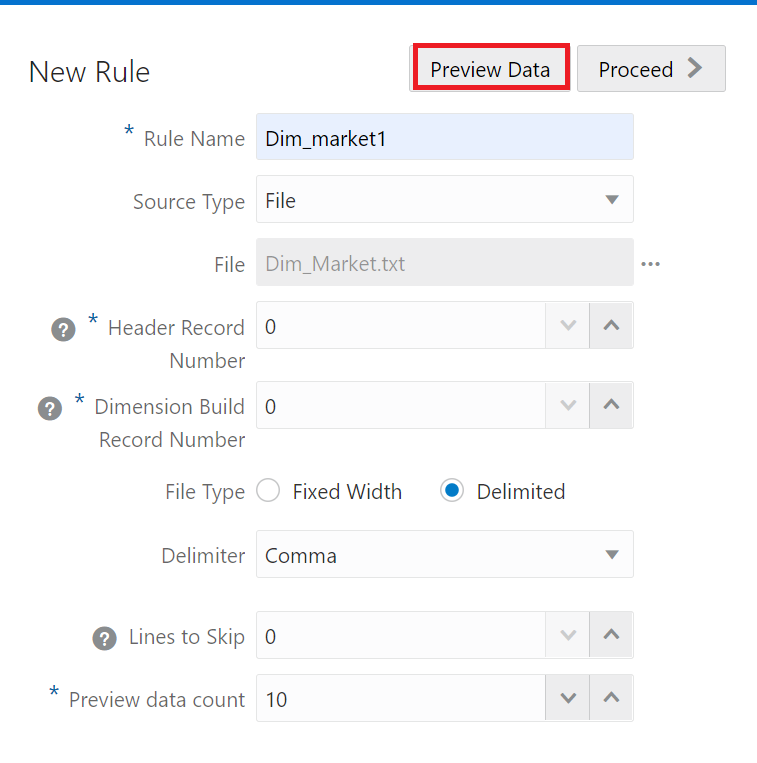 New Rule
Preview Data
Proceed
* Rule Name
Dim_market1
Source Type
File
File
Dim_Market.txt
? * Header Record
Number
0
? * Dimension Build
Record Number
0
File Type
Fixed Width
Delimited
Delimiter
Comma
? Lines to Skip
0
* Preview data count
10